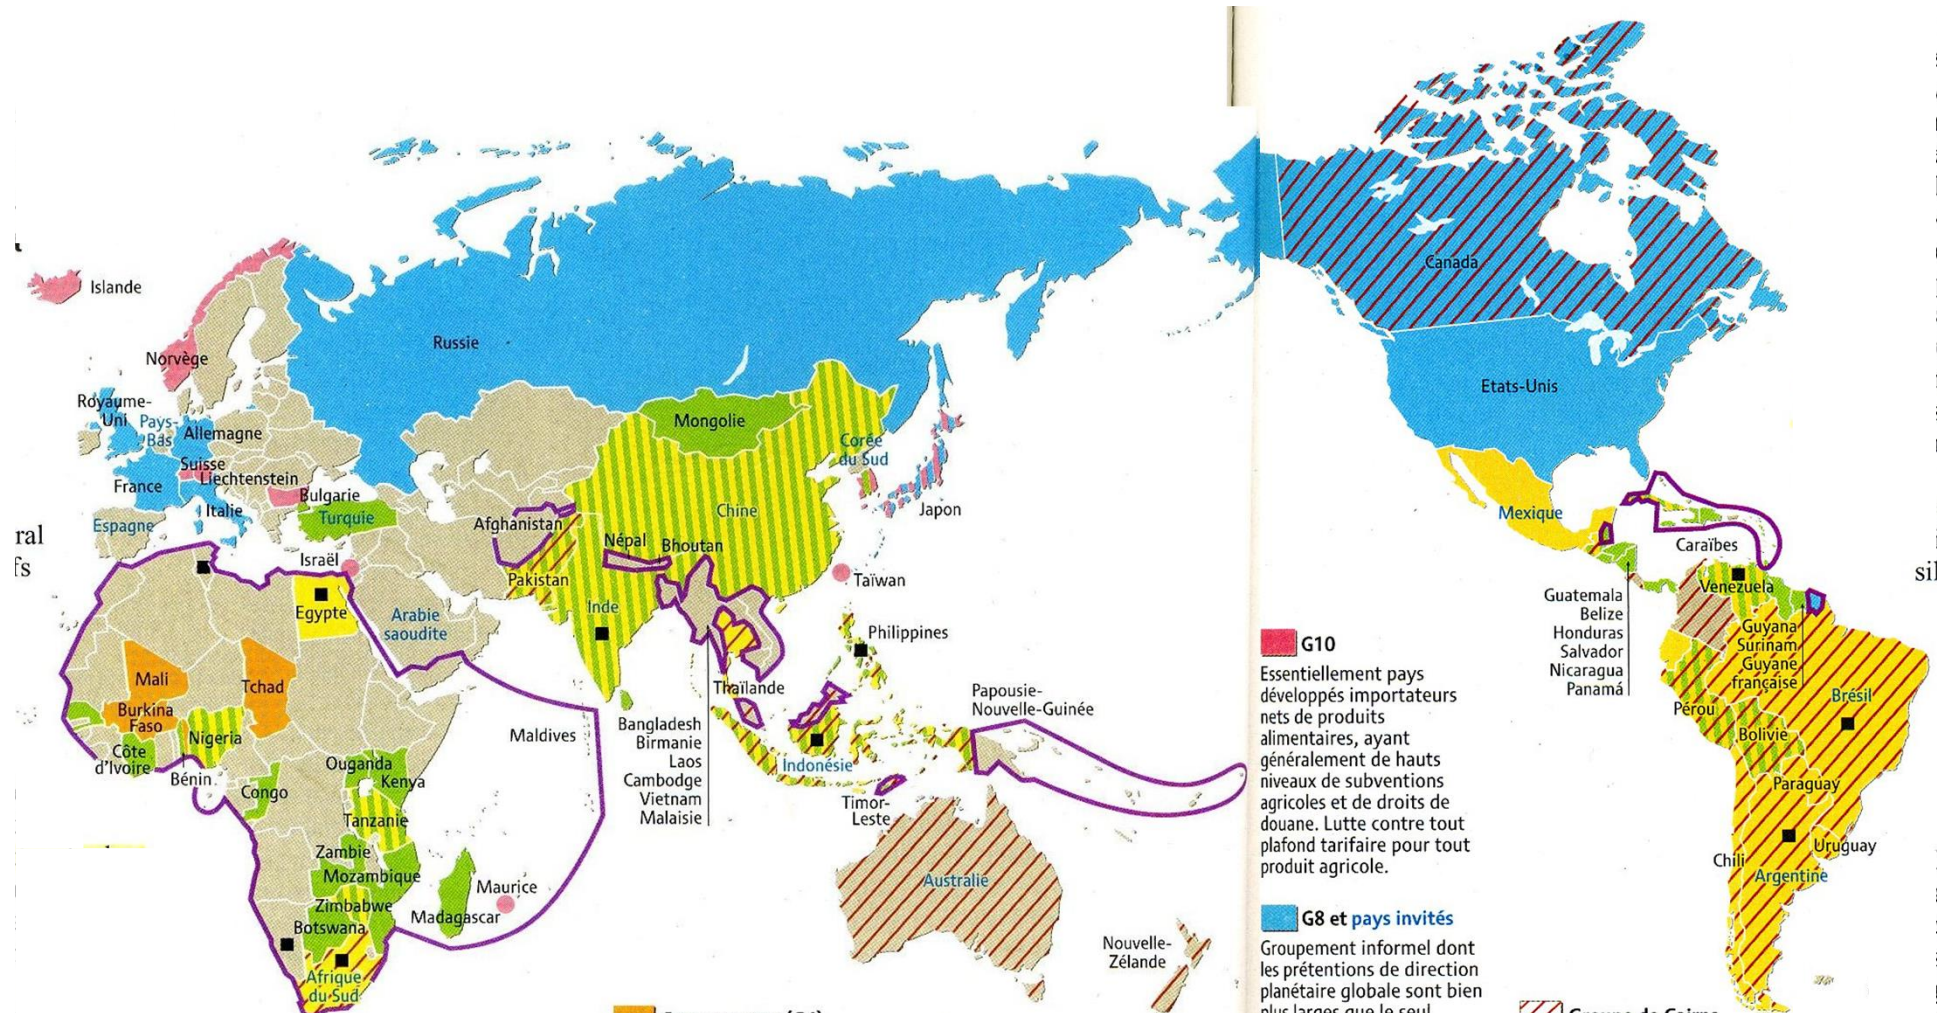 ral
fs
Islande
Norvège
Russie
Royaume-
Uni
Pays-
Bas
Allemagne
Suisse
Liechtenstein
France
Bulgarie
Italie
Turquie
Espagne
Mongolie
Corée
du Sud
Chine
Japon
Afghanistan
Népal
Bhoutan
Israël
Pakistan
Taïwan
Egypte
Arabie
saoudite
Inde
Philippines
Mali
Tchad
Thaïlande
Burkina
Faso
Nigeria
Côte
d'Ivoire
Bénin
Maldives
Bangladesh
Birmanie
Laos
Cambodge
Vietnam
Malaisie
Papousie-
Nouvelle-Guinée
Ouganda
Kenya
Congo
Indonésie
Timor-
Leste
Tanzanie
Zambie
Mozambique
Maurice
Zimbabwe
Madagascar
Botswana
Australie
Afrique
du Sud
Nouvelle-
Zélande
Canada
Etats-Unis
Mexique
Caraïbes
sil
Guatemala
Belize
Honduras
Salvador
Nicaragua
Panamá
Venezuela
Guyana
Surinam
Guyane
française
Brésil
Pérou
Bolivie
Paraguay
Uruguay
Chili
Argentine
G10
Essentiellement pays
développés importateurs
nets de produits
alimentaires, ayant
généralement de hauts
niveaux de subventions
agricoles et de droits de
douane. Lutte contre tout
plafond tarifaire pour tout
produit agricole.
G8 et pays invités
Groupement informel dont
les prétentions de direction
planétaire globale sont bien
plus larges que le seul